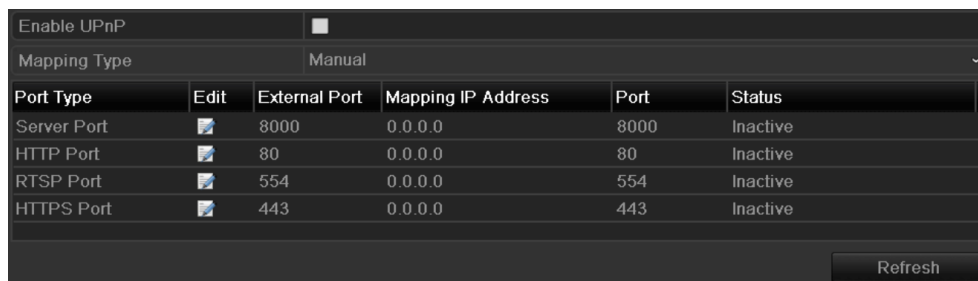 Enable UPnP
Mapping Type Manual
Port Type Edit External Port Mapping IP Address Port Status
Server Port 8000 0.0.0.0 8000 Inactive
HTTP Port 80 0.0.0.0 80 Inactive
RTSP Port 554 0.0.0.0 554 Inactive
HTTPS Port 443 0.0.0.0 443 Inactive
Refresh